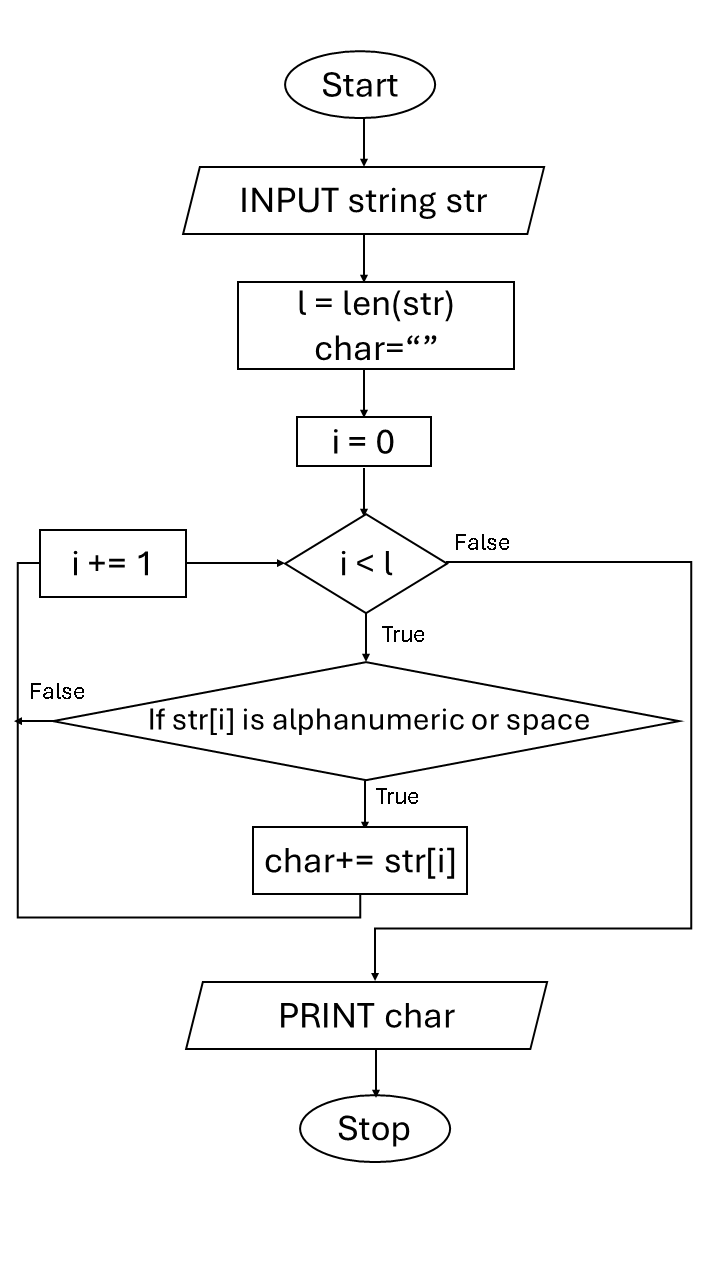 Start
INPUT string str
l = len(str)
char=“”
i = 0
i += 1
i < l
False
True
False
If str[i] is alphanumeric or space
True
char+= str[i]
PRINT char
Stop